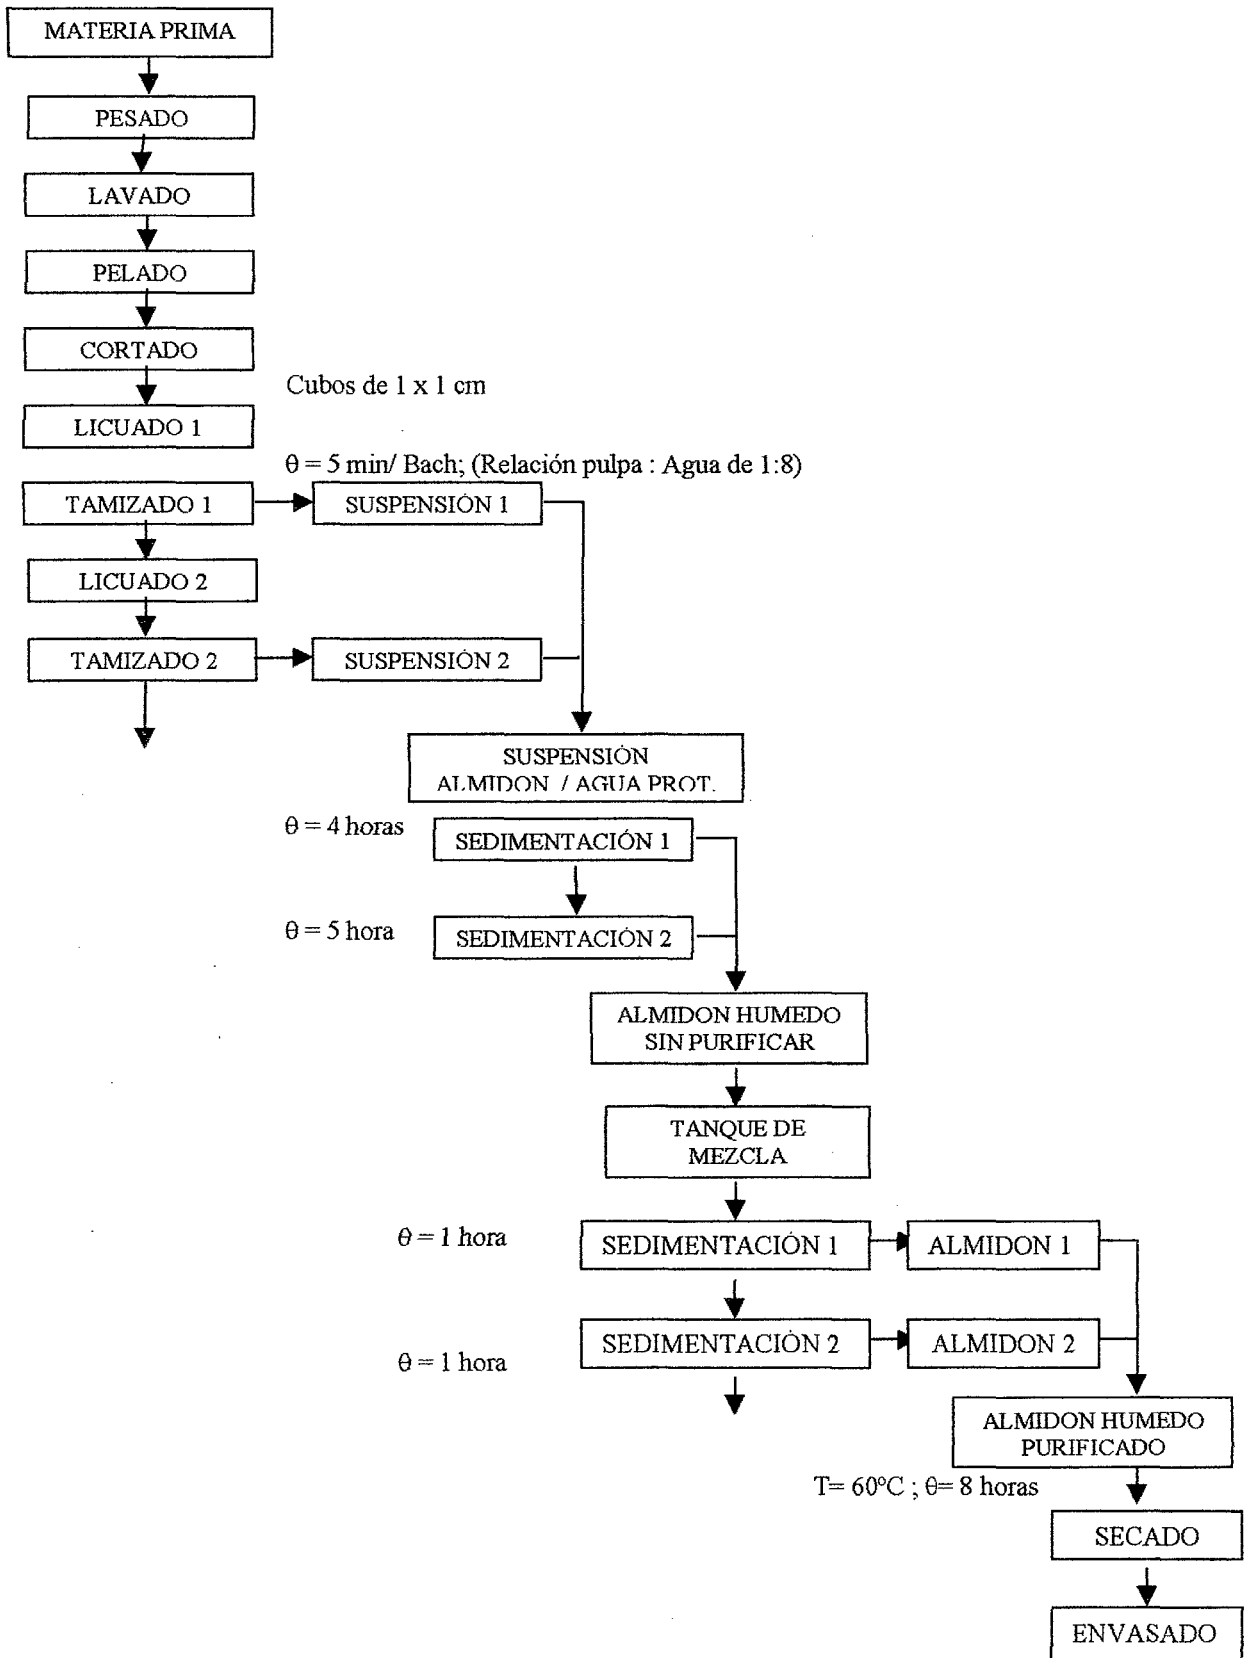 MATERIA PRIMA
PESADO
LAVADO
PELADO
CORTADO
Cubos de 1 x 1 cm
LICUADO 1
θ = 5 min/ Bach; (Relación pulpa : Agua de 1:8)
TAMIZADO 1
SUSPENSIÓN 1
LICUADO 2
TAMIZADO 2
SUSPENSIÓN 2
SUSPENSIÓN
ALMIDON / AGUA PROT.
θ = 4 horas
SEDIMENTACIÓN 1
θ = 5 hora
SEDIMENTACIÓN 2
ALMIDON HUMEDO
SIN PURIFICAR
TANQUE DE
MEZCLA
θ = 1 hora
SEDIMENTACIÓN 1
ALMIDON 1
SEDIMENTACIÓN 2
ALMIDON 2
θ = 1 hora
ALMIDON HUMEDO
PURIFICADO
T= 60ºC ; θ= 8 horas
SECADO
ENVASADO